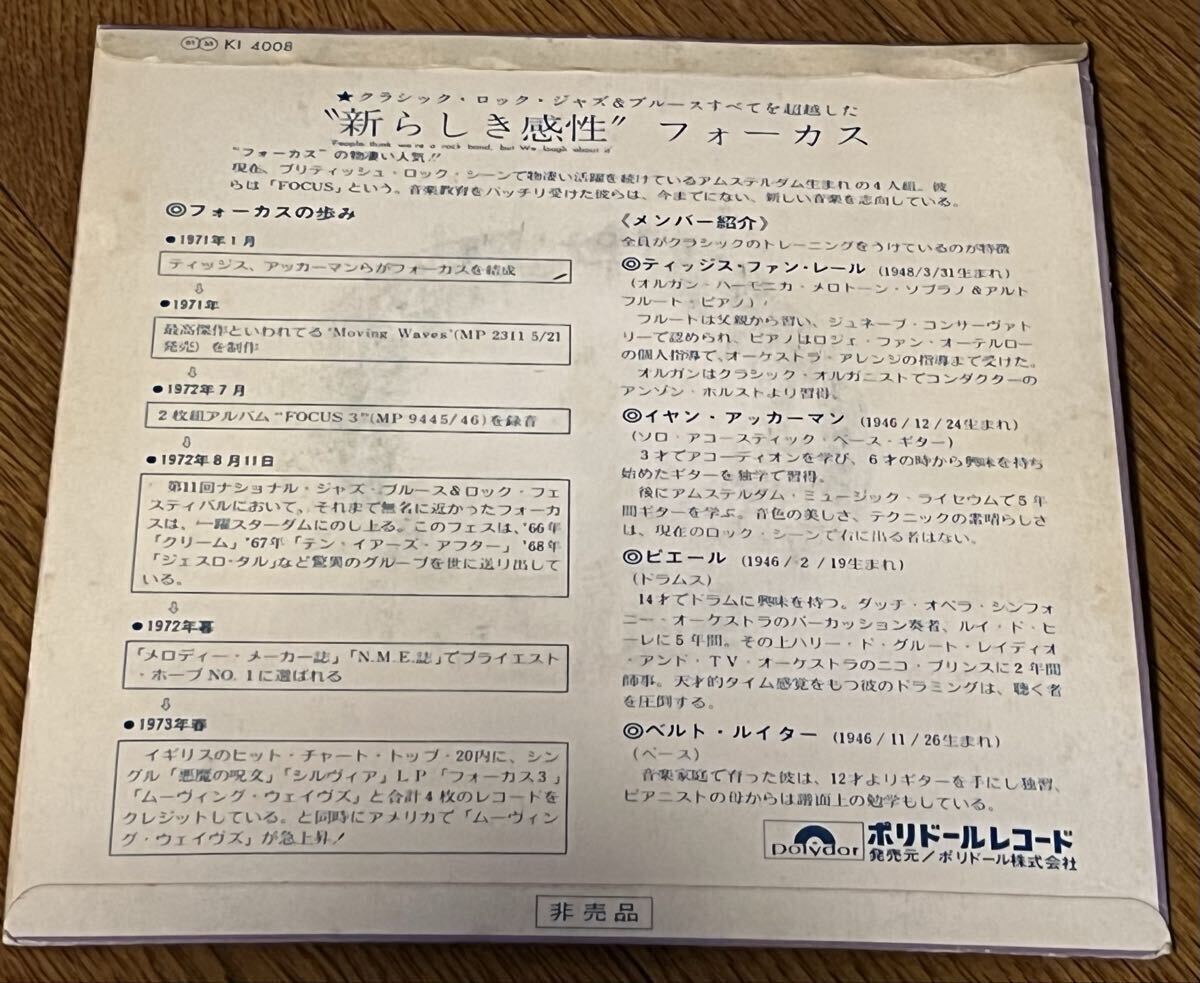 KI 4008
★クラシック・ロック・ジャズ＆ブルースすべてを超越した
“新らしき感性” フォーカス
People think we're a rock band, but We laugh about it
“フォーカス”の物凄い人気!!
現在、ブリティッシュ・ロック・シーンで物凄い活躍を続けているアムステルダム生まれの４人組。彼
らは「FOCUS」という。音楽教育をバッチリ受けた彼らは、今までにない、新しい音楽を志向している。
◎フォーカスの歩み
●1971年１月
ティッジス、アッカーマンらがフォーカスを結成
⇩
●1971年
最高傑作といわれてる“Moving Waves”(MP 2311 5/21
発売）を制作
⇩
●1972年７月
２枚組アルバム“FOCUS 3”(MP 9445/46)を録音
⇩
●1972年８月11日
第11回ナショナル・ジャズ・ブルース＆ロック・フェ
スティバルにおいて、それまで無名に近かったフォーカ
スは、一躍スターダムにのし上る。このフェスは、'66年
「クリーム」'67年「テン・イアーズ・アフター」'68年
「ジェスロ・タル」など驚異のグループを世に送り出して
いる。
⇩
●1972年暮
「メロディー・メーカー誌」「N.M.E.誌」でブライエスト
・ホープNO. 1に選ばれる
⇩
●1973年春
イギリスのヒット・チャート・トップ・20内に、シン
グル「悪魔の呪文」「シルヴィア」ＬＰ「フォーカス３」
「ムーヴィング・ウェイヴズ」と合計４枚のレコードを
クレジットしている。と同時にアメリカで「ムーヴィン
グ・ウェイヴズ」が急上昇！
《メンバー紹介》
全員がクラシックのトレーニングをうけているのが特徴
◎ティッジス・ファン・レール (1948/3/31生まれ)
（オルガン・ハーモニカ・メロトーン・ソプラノ＆アルト
フルート・ピアノ）
フルートは父親から習い、ジュネーブ・コンサーヴァト
リーで認められ、ピアノはロジェ・ファン・オーテルロー
の個人指導で、オーケストラ・アレンジの指導まで受けた。
オルガンはクラシック・オルガニストでコンダクターの
アンソン・ホルストより習得。
◎イヤン・アッカーマン (1946/12/24生まれ)
（ソロ・アコースティック・ベース・ギター）
３才でアコーディオンを学び、６才の時から興味を持ち
始めたギターを独学で習得。
後にアムステルダム・ミュージック・ライセウムで５年
間ギターを学ぶ。音色の美しさ、テクニックの素晴らしさ
は、現在のロック・シーンで右に出る者はない。
◎ピエール (1946/2/19生まれ)
（ドラムス）
14才でドラムに興味を持つ。ダッチ・オペラ・シンフォ
ニー・オーケストラのパーカッション奏者、ルイ・ド・ヒ
ーレに５年間。その上ハリー・ド・グルート・レイディオ
・アンド・ＴＶ・オーケストラのニコ・プリンスに２年間
師事。天才的タイム感覚をもつ彼のドラミングは、聴く者
を圧倒する。
◎ベルト・ルイター (1946/11/26生まれ)
（ベース）
音楽家庭で育った彼は、12才よりギターを手にし独習、
ピアニストの母からは譜面上の勉学もしている。
Polydor
ポリドールレコード
発売元／ポリドール株式会社
非売品